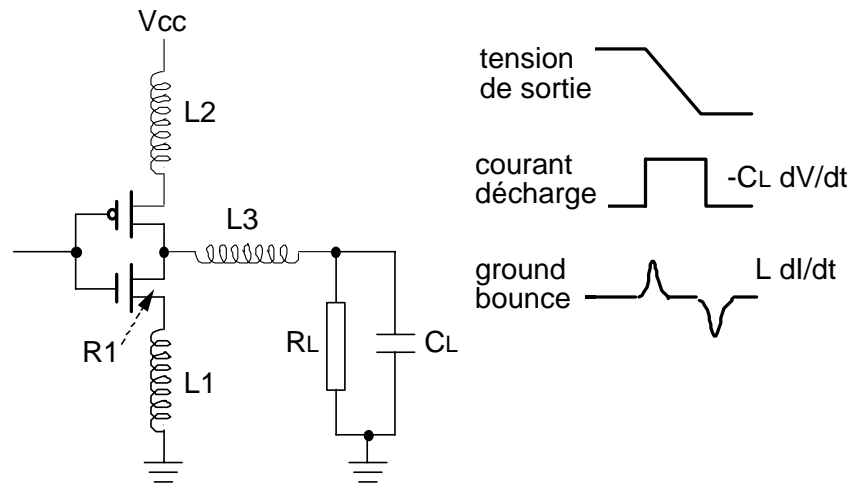 Vcc
L2
L3
R1
L1
RL
CL
tension
de sortie
courant
décharge
-CL dV/dt
ground
bounce
L dI/dt